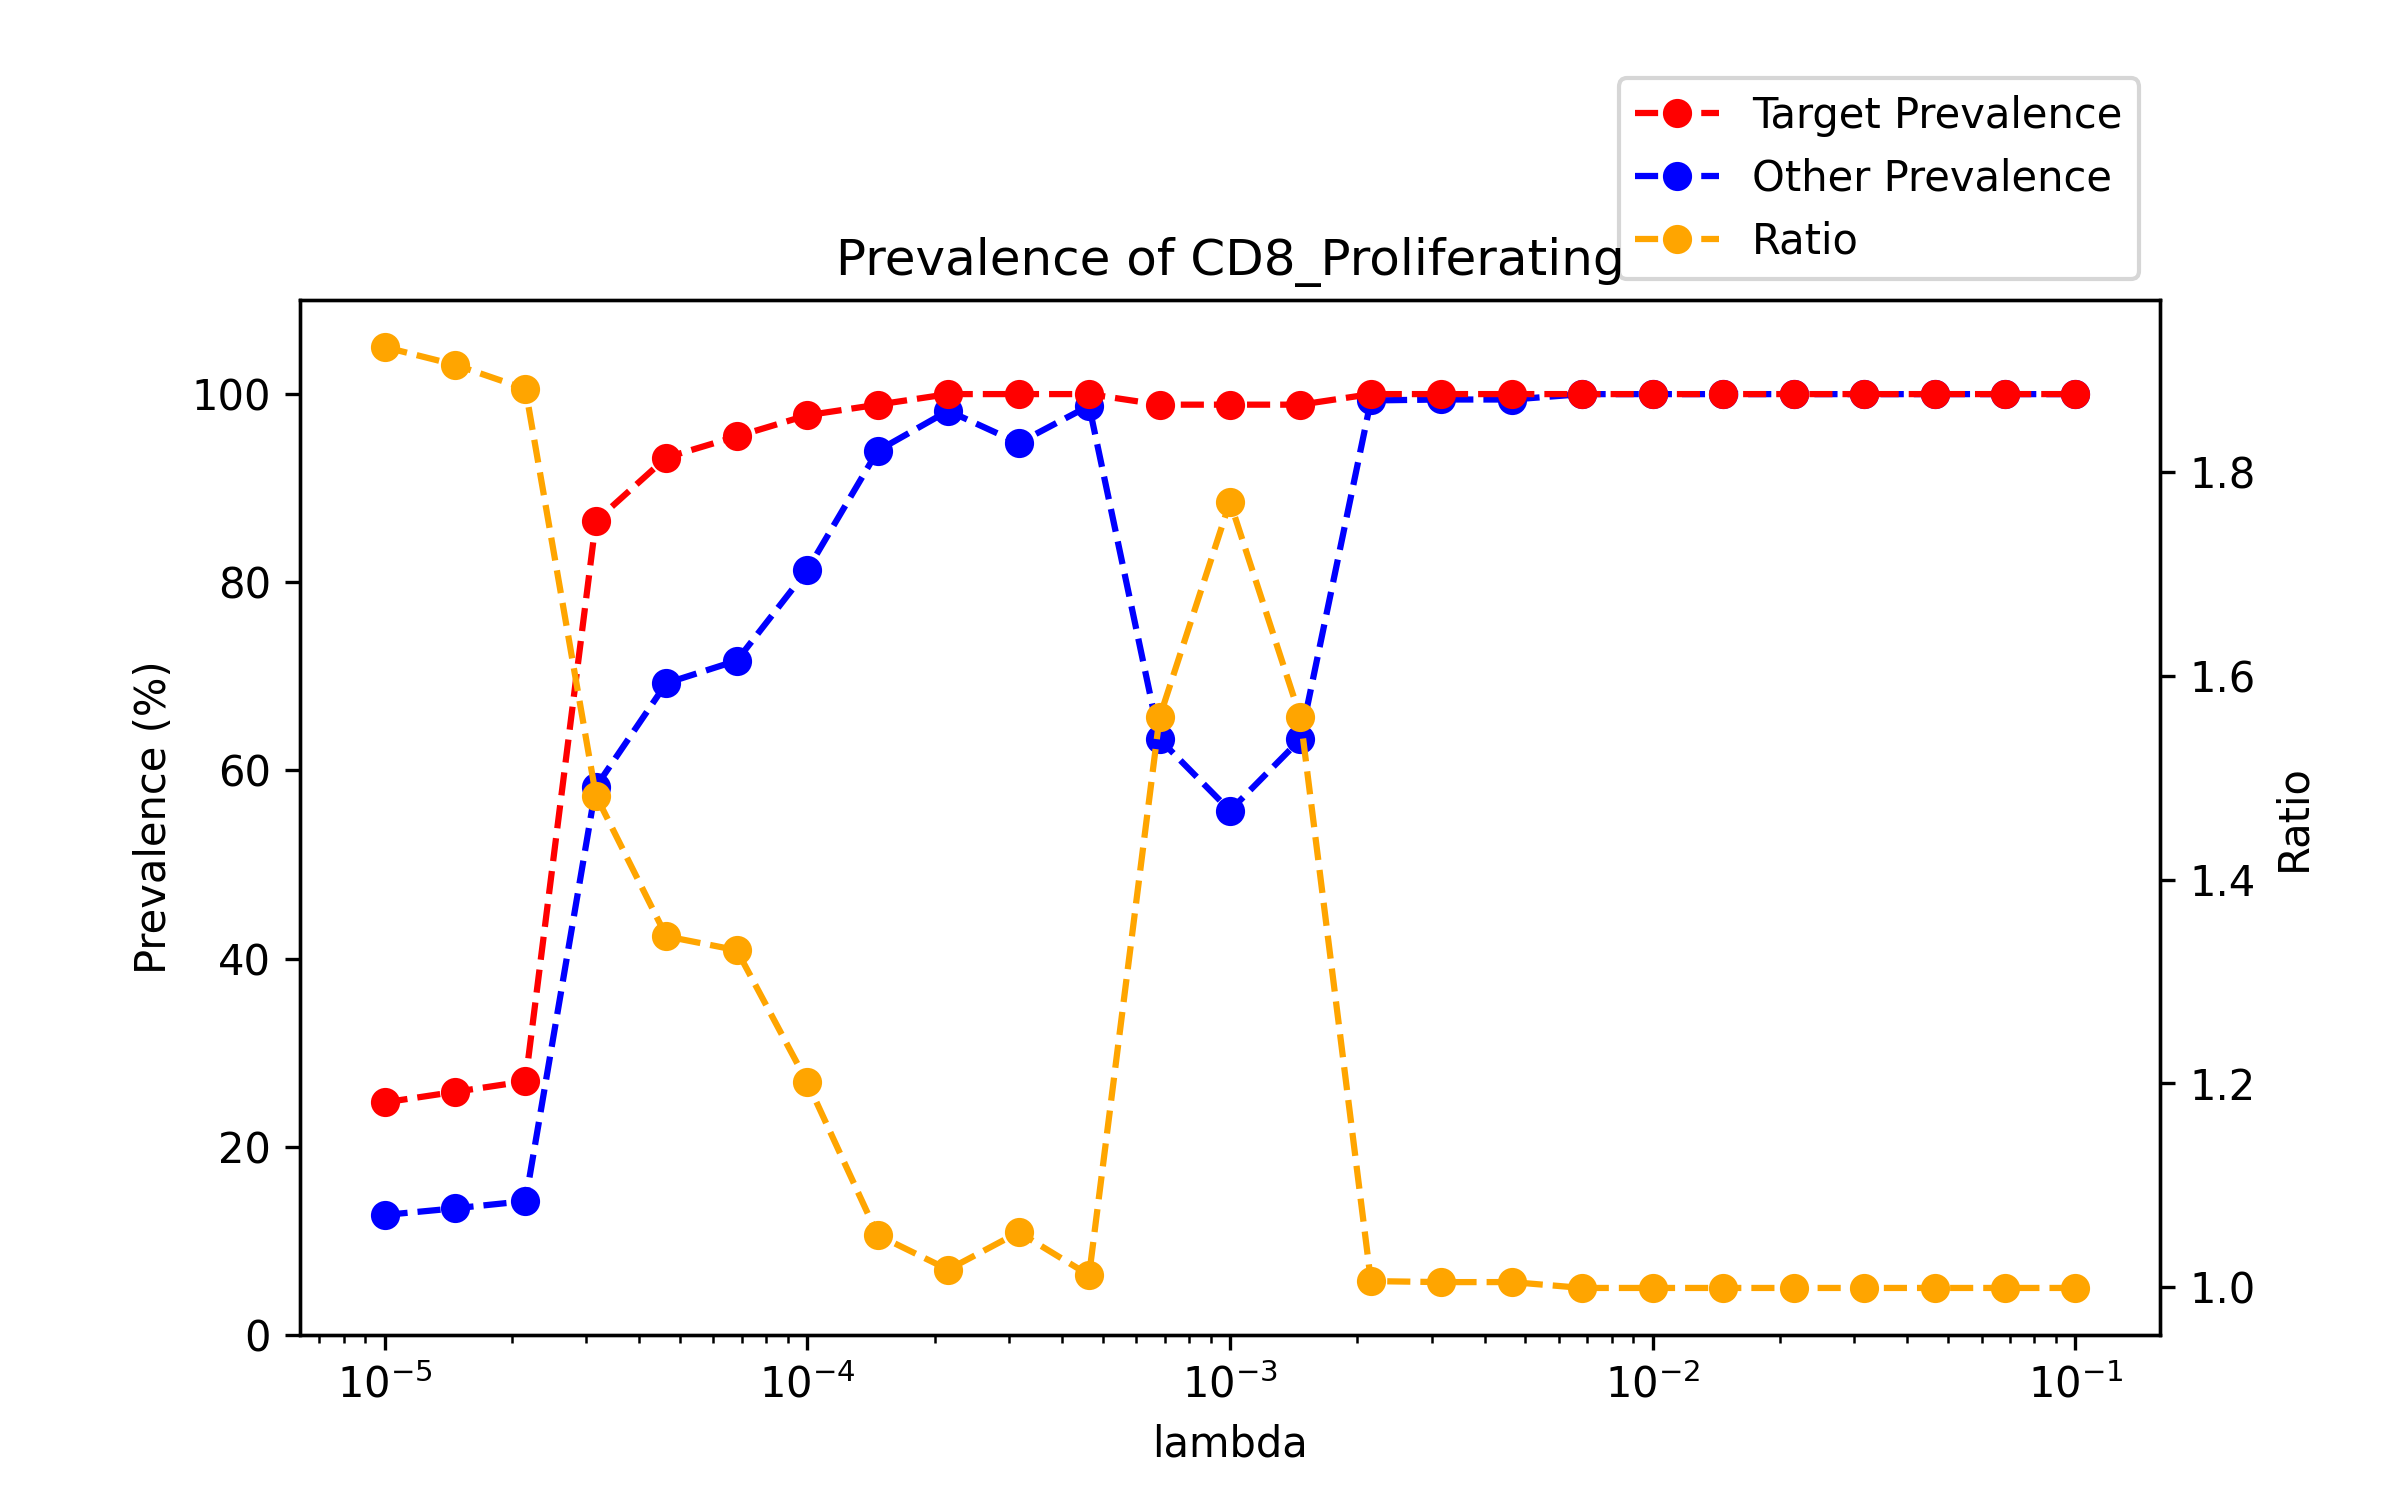 Target Prevalence
Other Prevalence
Ratio
Prevalence of CD8_Proliferating
100
80
60
40
20
0
Prevalence (%)
1.8
1.6
1.4
1.2
1.0
Ratio
10⁻⁵
10⁻⁴
10⁻³
10⁻²
10⁻¹
lambda